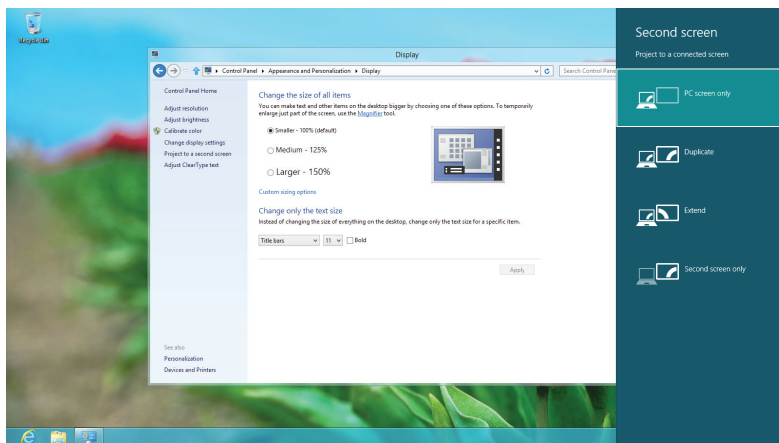 Recycle Bin
Display
Control Panel ▸ Appearance and Personalization ▸ Display
Search Control Pane
Control Panel Home
Adjust resolution
Adjust brightness
Calibrate color
Change display settings
Project to a second screen
Adjust ClearType text
See also
Personalization
Devices and Printers
Change the size of all items
You can make text and other items on the desktop bigger by choosing one of these options. To temporarily
enlarge just part of the screen, use the Magnifier tool.
Smaller - 100% (default)
Medium - 125%
Larger - 150%
Custom sizing options
Change only the text size
Instead of changing the size of everything on the desktop, change only the text size for a specific item.
Title bars 11 Bold
Apply
Second screen
Project to a connected screen
PC screen only
Duplicate
Extend
Second screen only